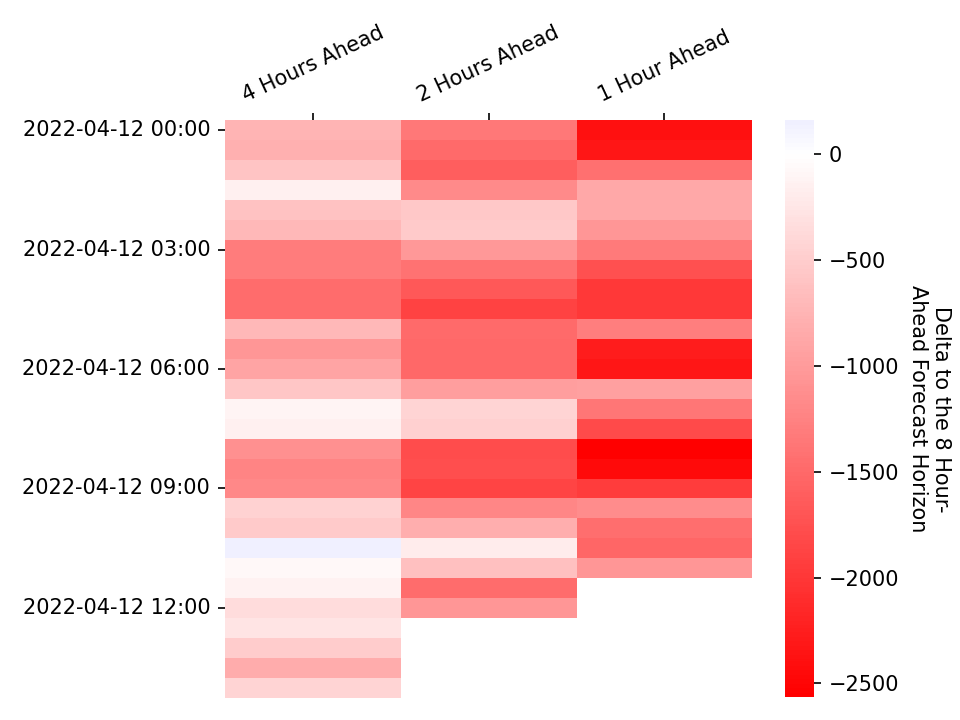 4 Hours Ahead
2 Hours Ahead
1 Hour Ahead
2022-04-12 00:00
2022-04-12 03:00
2022-04-12 06:00
2022-04-12 09:00
2022-04-12 12:00
0
−500
−1000
−1500
−2000
−2500
Delta to the 8 Hour-
Ahead Forecast Horizon